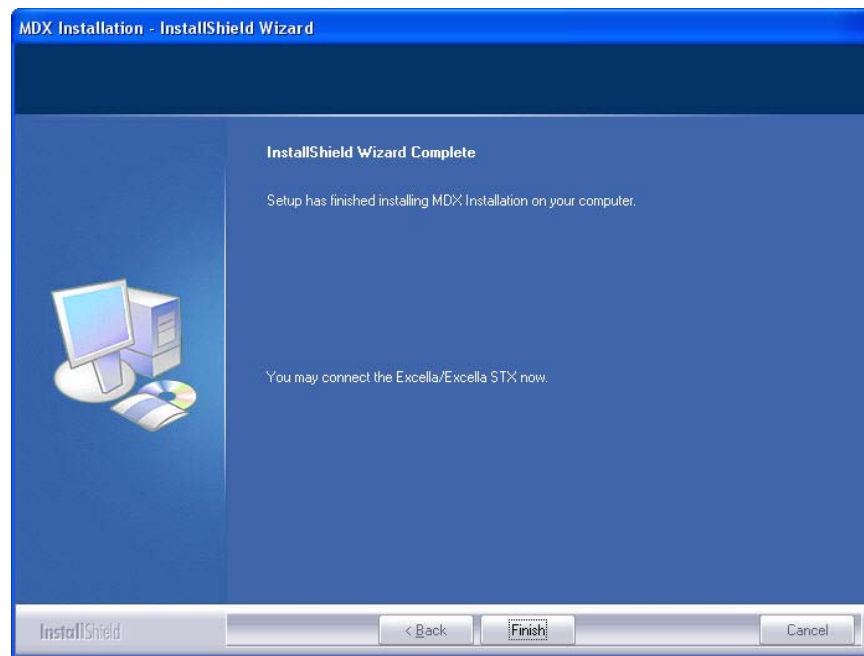 MDX Installation - InstallShield Wizard
InstallShield Wizard Complete
Setup has finished installing MDX Installation on your computer.
You may connect the Excella/Excella STX now.
InstallShield
< Back
Finish
Cancel